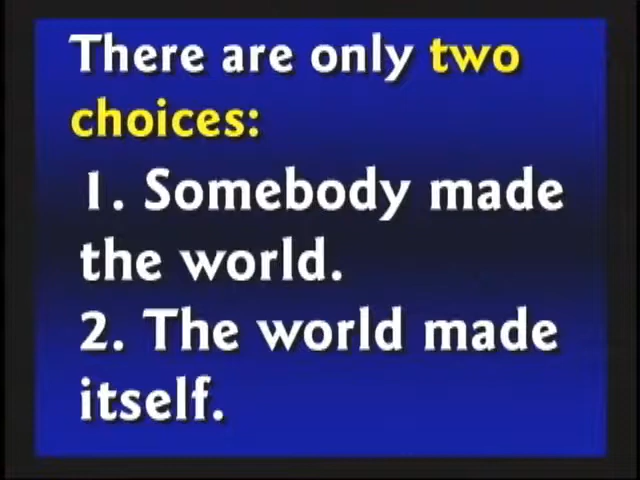 There are only two
choices:
1. Somebody made
the world.
2. The world made
itself.